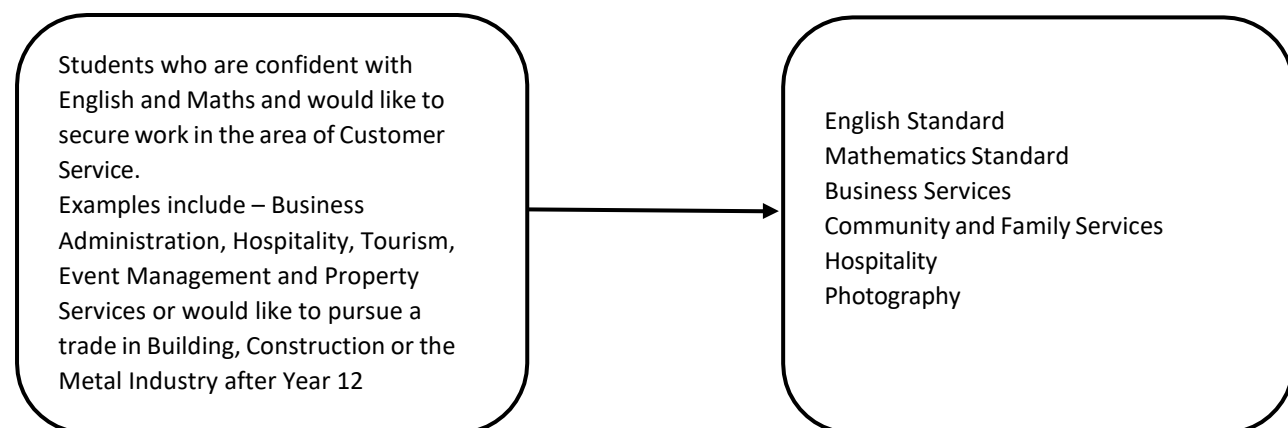 Students who are confident with
English and Maths and would like to
secure work in the area of Customer
Service.
Examples include – Business
Administration, Hospitality, Tourism,
Event Management and Property
Services or would like to pursue a
trade in Building, Construction or the
Metal Industry after Year 12
English Standard
Mathematics Standard
Business Services
Community and Family Services
Hospitality
Photography